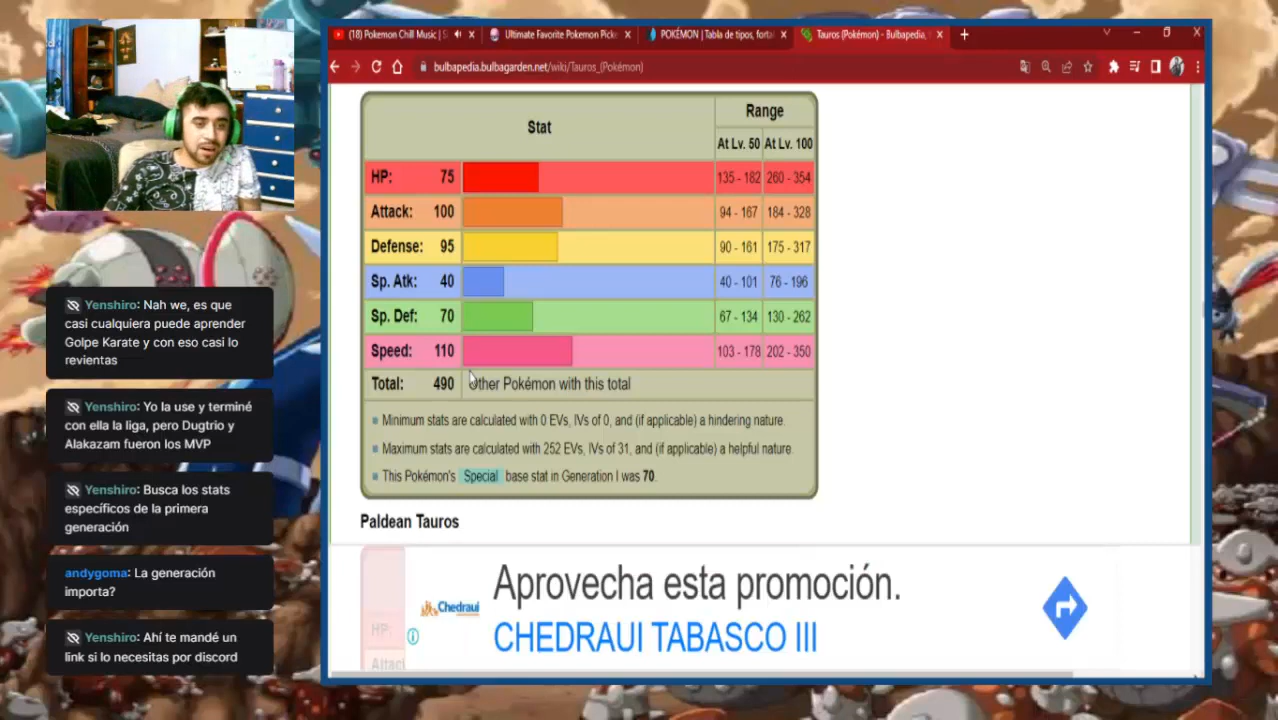 (18) Pokemon Chill Music | S
Ultimate Favorite Pokemon Picke
POKÉMON | Tabla de tipos, fortal
Tauros (Pokémon) - Bulbapedia,
bulbapedia.bulbagarden.net/wiki/Tauros_(Pokémon)
Stat
Range
At Lv. 50 At Lv. 100
HP: 75 135 - 182 260 - 354
Attack: 100 94 - 167 184 - 328
Defense: 95 90 - 161 175 - 317
Sp. Atk: 40 40 - 101 76 - 196
Sp. Def: 70 67 - 134 130 - 262
Speed: 110 103 - 178 202 - 350
Total: 490 Other Pokémon with this total
Minimum stats are calculated with 0 EVs, IVs of 0, and (if applicable) a hindering nature.
Maximum stats are calculated with 252 EVs, IVs of 31, and (if applicable) a helpful nature.
This Pokémon's Special base stat in Generation I was 70.
Paldean Tauros
HP:
Attac
Chedraui
Aprovecha esta promoción.
CHEDRAUI TABASCO III
Yenshiro: Nah we, es que
casi cualquiera puede aprender
Golpe Karate y con eso casi lo
revientas
Yenshiro: Yo la use y terminé
con ella la liga, pero Dugtrio y
Alakazam fueron los MVP
Yenshiro: Busca los stats
específicos de la primera
generación
andygoma: La generación
importa?
Yenshiro: Ahí te mandé un
link si lo necesitas por discord